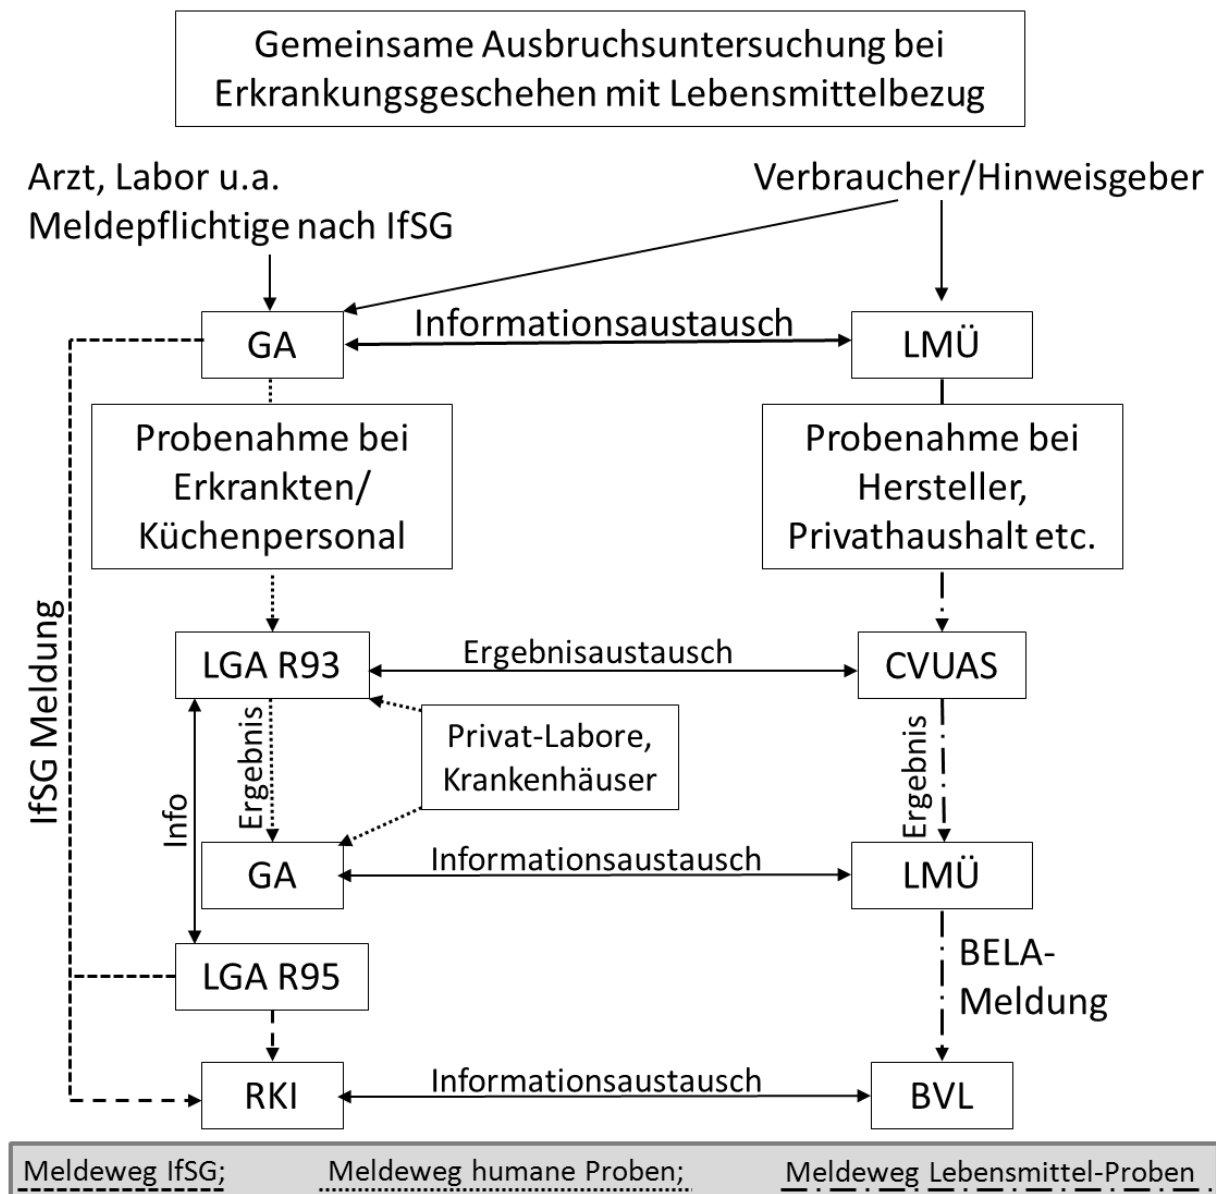 Gemeinsame Ausbruchsuntersuchung bei
Erkrankungsgeschehen mit Lebensmittelbezug
Arzt, Labor u.a.
Meldepflichtige nach IfSG
Verbraucher/Hinweisgeber
GA
Informationsaustausch
LMÜ
Probenahme bei
Erkrankten/
Küchenpersonal
Probenahme bei
Hersteller,
Privathaushalt etc.
IfSG Meldung
LGA R93
Ergebnisaustausch
CVUAS
Info
Ergebnis
Privat-Labore,
Krankenhäuser
Ergebnis
GA
Informationsaustausch
LMÜ
LGA R95
BELA-
Meldung
RKI
Informationsaustausch
BVL
Meldeweg IfSG; Meldeweg humane Proben; Meldeweg Lebensmittel-Proben